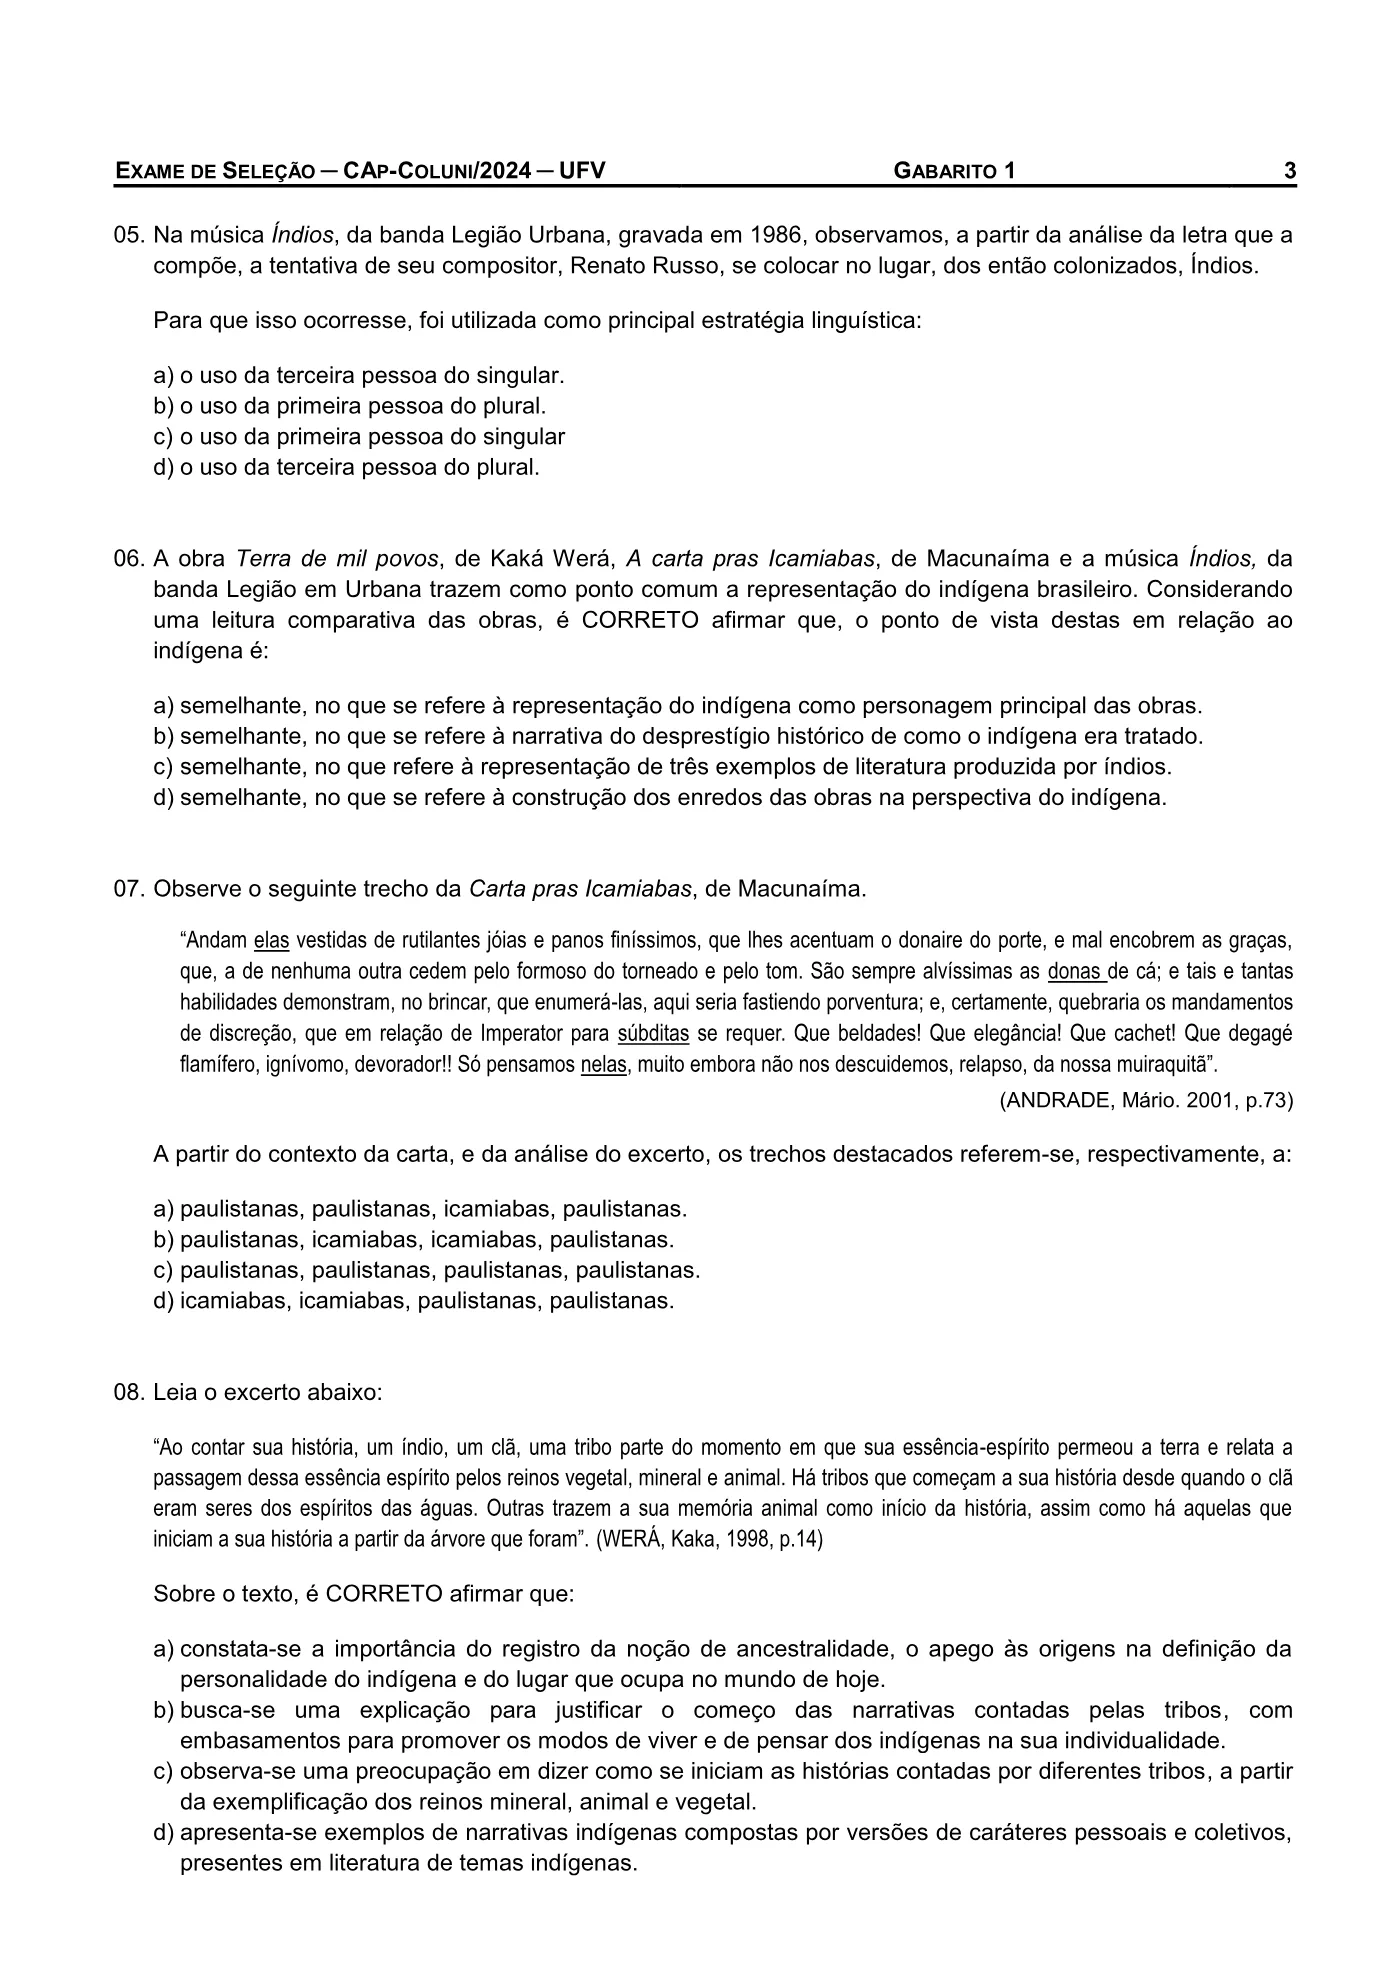 EXAME DE SELEÇÃO — CAP-COLUNI/2024 — UFV GABARITO 1 3
05. Na música Índios, da banda Legião Urbana, gravada em 1986, observamos, a partir da análise da letra que a
compõe, a tentativa de seu compositor, Renato Russo, se colocar no lugar, dos então colonizados, Índios.
Para que isso ocorresse, foi utilizada como principal estratégia linguística:
a) o uso da terceira pessoa do singular.
b) o uso da primeira pessoa do plural.
c) o uso da primeira pessoa do singular
d) o uso da terceira pessoa do plural.
06. A obra Terra de mil povos, de Kaká Werá, A carta pras Icamiabas, de Macunaíma e a música Índios, da
banda Legião em Urbana trazem como ponto comum a representação do indígena brasileiro. Considerando
uma leitura comparativa das obras, é CORRETO afirmar que, o ponto de vista destas em relação ao
indígena é:
a) semelhante, no que se refere à representação do indígena como personagem principal das obras.
b) semelhante, no que se refere à narrativa do desprestígio histórico de como o indígena era tratado.
c) semelhante, no que refere à representação de três exemplos de literatura produzida por índios.
d) semelhante, no que se refere à construção dos enredos das obras na perspectiva do indígena.
07. Observe o seguinte trecho da Carta pras Icamiabas, de Macunaíma.
“Andam elas vestidas de rutilantes jóias e panos finíssimos, que lhes acentuam o donaire do porte, e mal encobrem as graças,
que, a de nenhuma outra cedem pelo formoso do torneado e pelo tom. São sempre alvíssimas as donas de cá; e tais e tantas
habilidades demonstram, no brincar, que enumerá-las, aqui seria fastiendo porventura; e, certamente, quebraria os mandamentos
de discreção, que em relação de Imperator para súbditas se requer. Que beldades! Que elegância! Que cachet! Que degagé
flamífero, ignívomo, devorador!! Só pensamos nelas, muito embora não nos descuidemos, relapso, da nossa muiraquitã”.
(ANDRADE, Mário. 2001, p.73)
A partir do contexto da carta, e da análise do excerto, os trechos destacados referem-se, respectivamente, a:
a) paulistanas, paulistanas, icamiabas, paulistanas.
b) paulistanas, icamiabas, icamiabas, paulistanas.
c) paulistanas, paulistanas, paulistanas, paulistanas.
d) icamiabas, icamiabas, paulistanas, paulistanas.
08. Leia o excerto abaixo:
“Ao contar sua história, um índio, um clã, uma tribo parte do momento em que sua essência-espírito permeou a terra e relata a
passagem dessa essência espírito pelos reinos vegetal, mineral e animal. Há tribos que começam a sua história desde quando o clã
eram seres dos espíritos das águas. Outras trazem a sua memória animal como início da história, assim como há aquelas que
iniciam a sua história a partir da árvore que foram”. (WERÁ, Kaka, 1998, p.14)
Sobre o texto, é CORRETO afirmar que:
a) constata-se a importância do registro da noção de ancestralidade, o apego às origens na definição da
personalidade do indígena e do lugar que ocupa no mundo de hoje.
b) busca-se uma explicação para justificar o começo das narrativas contadas pelas tribos, com
embasamentos para promover os modos de viver e de pensar dos indígenas na sua individualidade.
c) observa-se uma preocupação em dizer como se iniciam as histórias contadas por diferentes tribos, a partir
da exemplificação dos reinos mineral, animal e vegetal.
d) apresenta-se exemplos de narrativas indígenas compostas por versões de caráteres pessoais e coletivos,
presentes em literatura de temas indígenas.